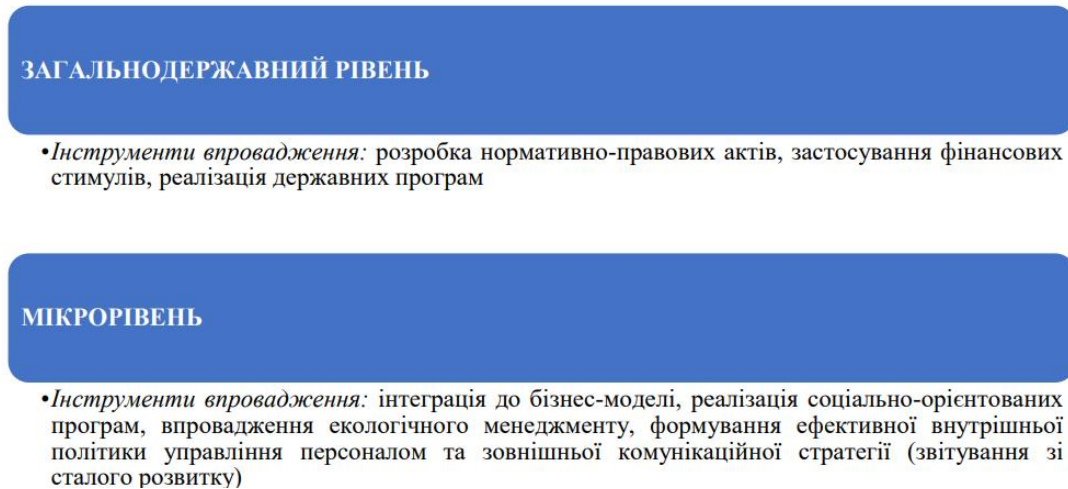 ЗАГАЛЬНОДЕРЖАВНИЙ РІВЕНЬ
•Інструменти впровадження: розробка нормативно-правових актів, застосування фінансових
стимулів, реалізація державних програм
МІКРОРІВЕНЬ
•Інструменти впровадження: інтеграція до бізнес-моделі, реалізація соціально-орієнтованих
програм, впровадження екологічного менеджменту, формування ефективної внутрішньої
політики управління персоналом та зовнішньої комунікаційної стратегії (звітування зі
сталого розвитку)